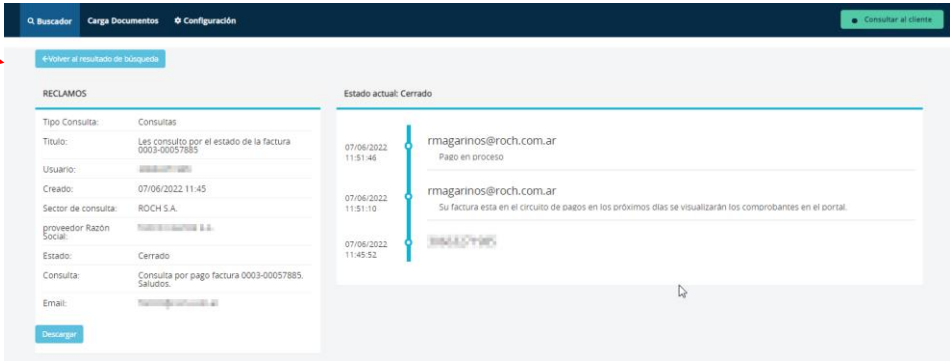 Buscador Carga Documentos Configuración Consultar al cliente
Volver al resultado de búsqueda
RECLAMOS
Tipo Consulta: Consultas
Titulo: Les consulto por el estado de la factura
0003-00057885
Usuario:
Creado: 07/06/2022 11:45
Sector de consulta: ROCH S.A.
proveedor Razón
Social:
Estado: Cerrado
Consulta: Consulta por pago factura 0003-00057885.
Saludos.
Email:
Descargar
Estado actual: Cerrado
07/06/2022
11:51:46
rmagarinos@roch.com.ar
Pago en proceso
07/06/2022
11:51:10
rmagarinos@roch.com.ar
Su factura esta en el circuito de pagos en los próximos días se visualizarán los comprobantes en el portal.
07/06/2022
11:45:52